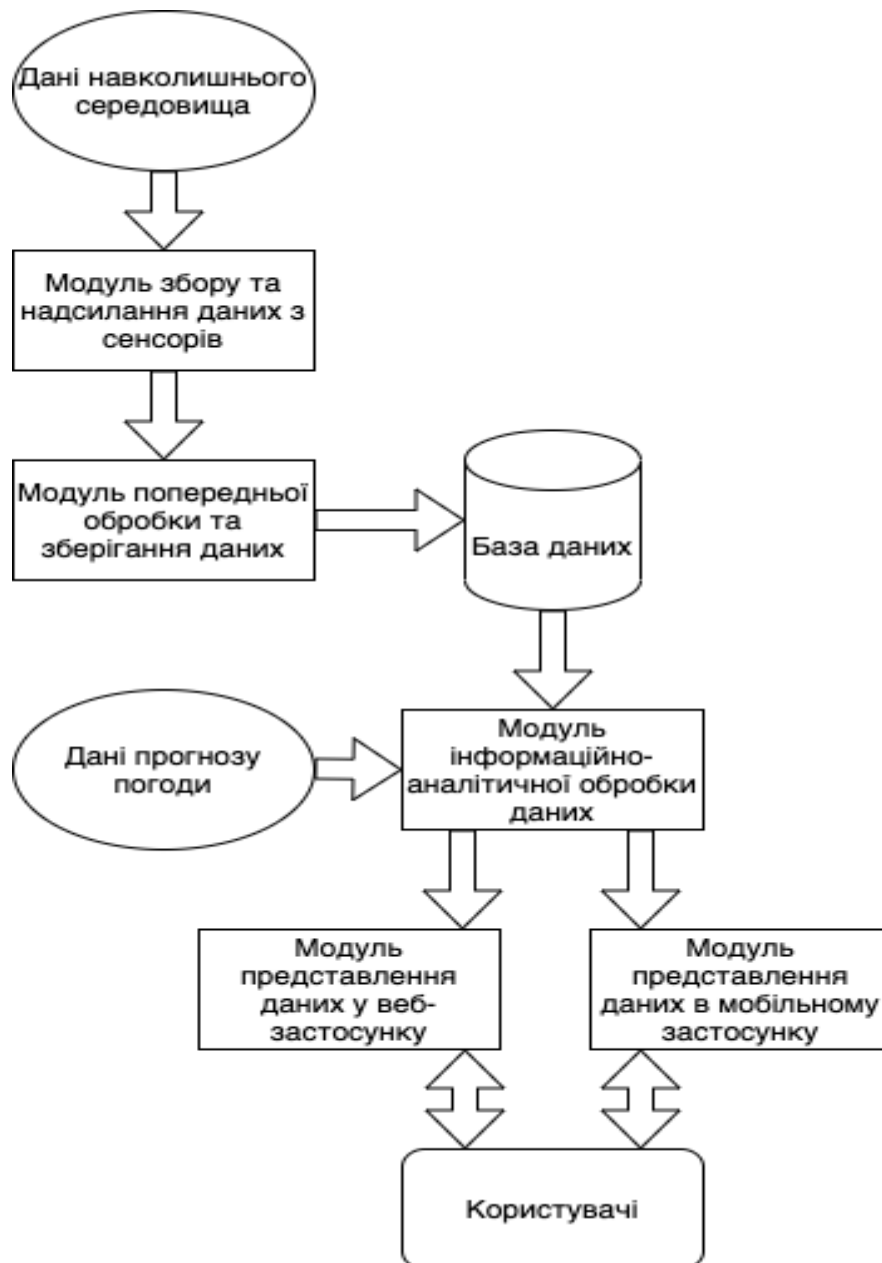 Дані навколишнього
середовища
Модуль збору та
надсилання даних з
сенсорів
Модуль попередньої
обробки та
зберігання даних
База даних
Дані прогнозу
погоди
Модуль
інформаційно-
аналітичної обробки
даних
Модуль
представлення
даних у веб-
застосунку
Модуль
представлення
даних в мобільному
застосунку
Користувачі